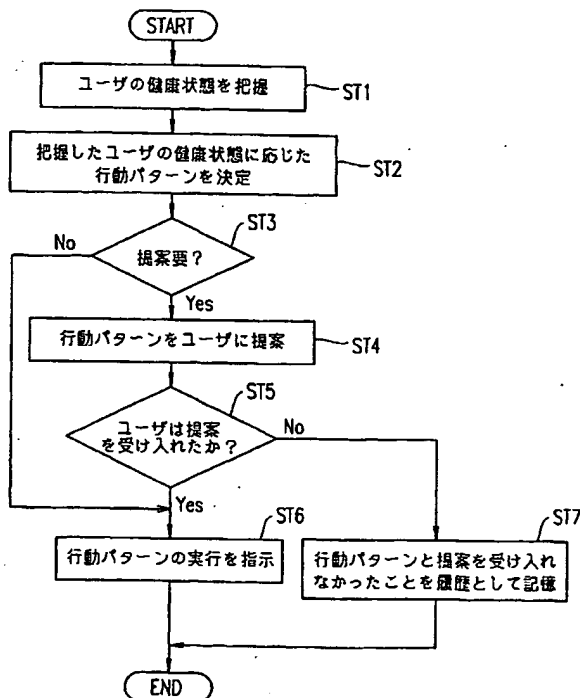 START
ユーザの健康状態を把握
ST1
把握したユーザの健康状態に応じた
行動パターンを決定
ST2
ST3
提案要?
No
Yes
行動パターンをユーザに提案
ST4
ST5
ユーザは提案
を受け入れたか?
No
Yes
ST6
行動パターンの実行を指示
ST7
行動パターンと提案を受け入れ
なかったことを履歴として記憶
END